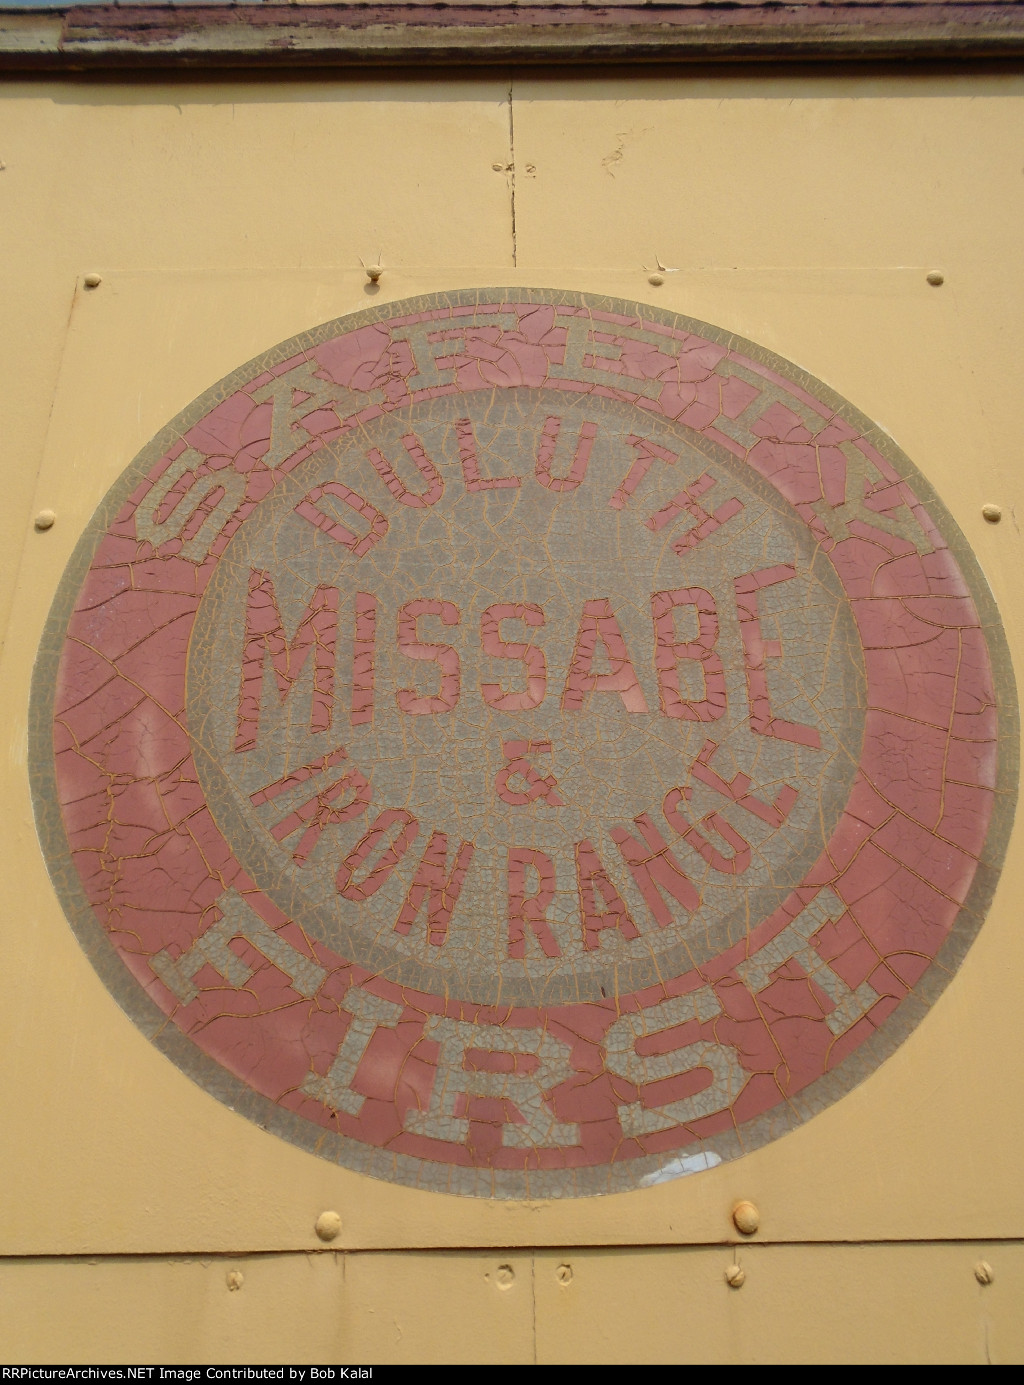 SAFETY
DULUTH
MISSABE
&
IRON RANGE
FIRST
RRPictureArchives.NET Image Contributed by Bob Kalal